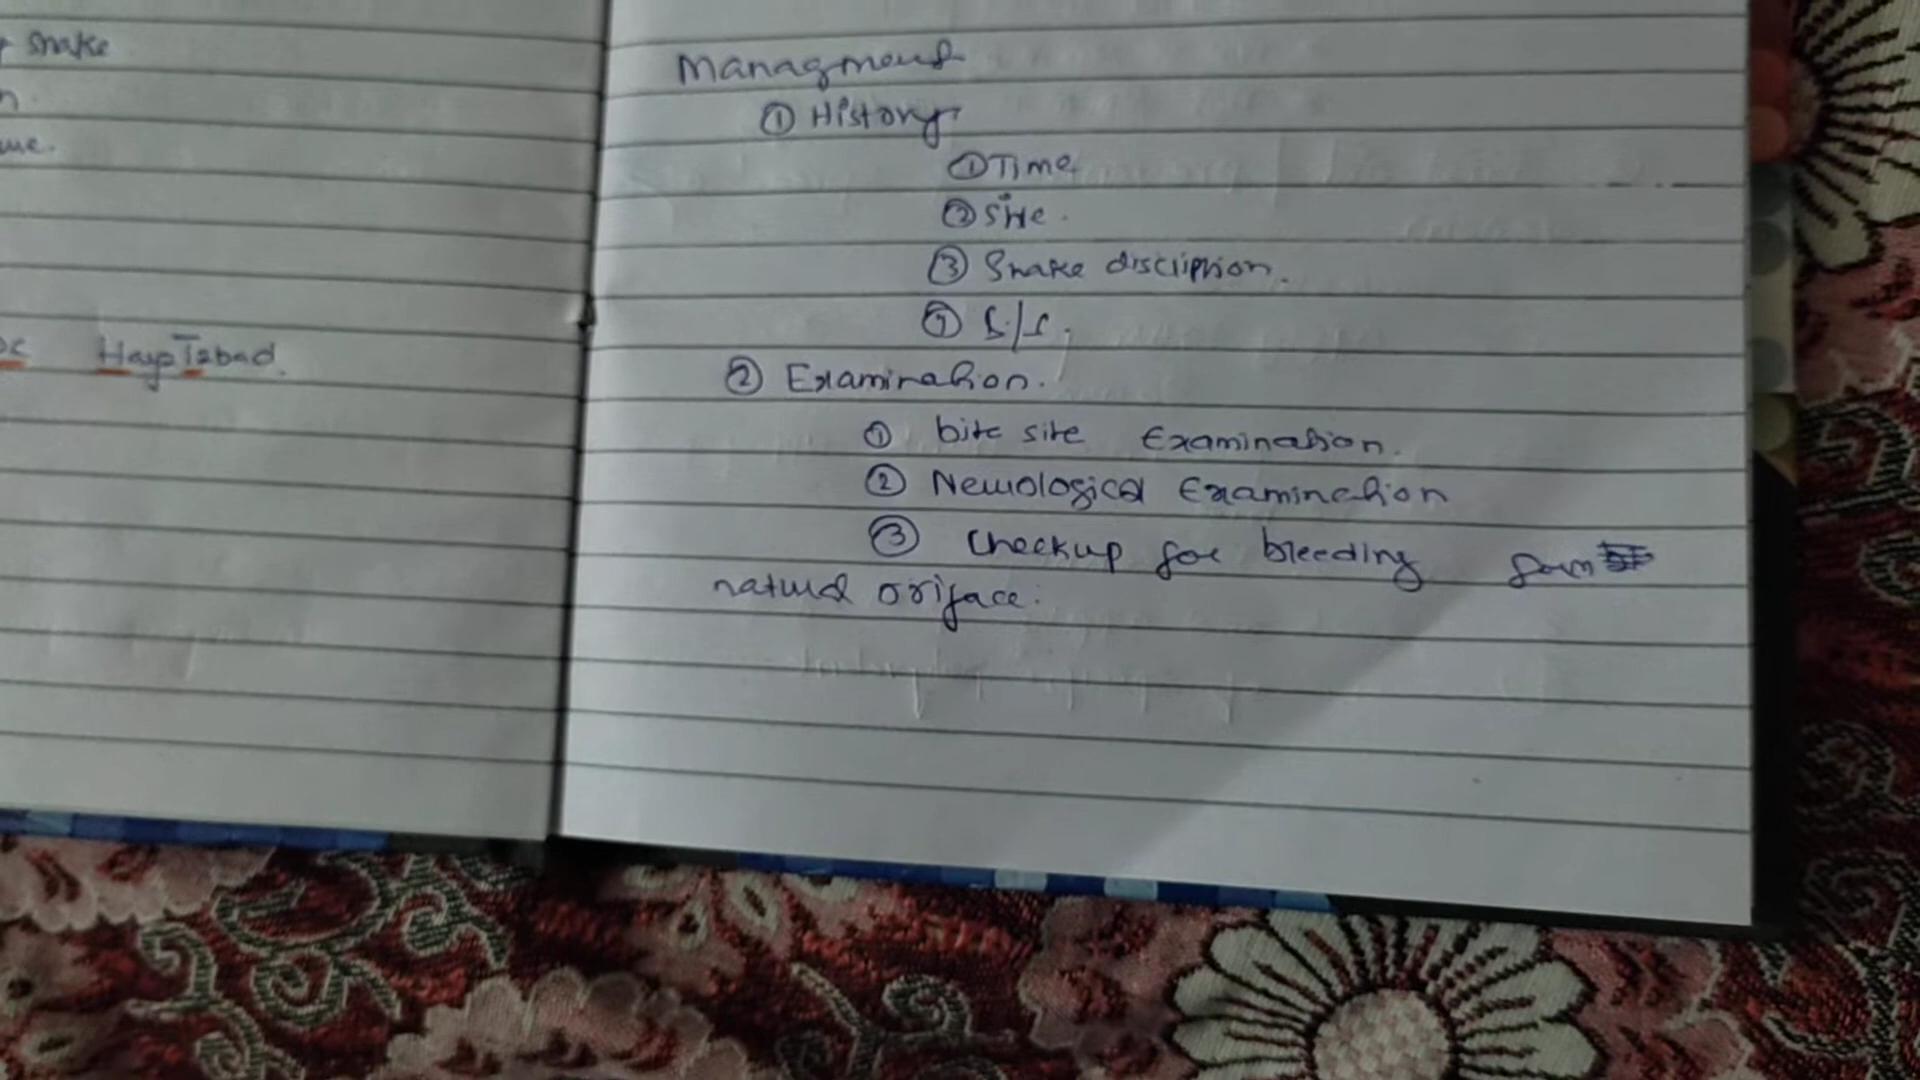 snake
Managment
① History
① Time
② Site.
③ Snake discription.
④ S/S.
② Examination.
① bite site Examination.
② Neurological Examination
③ Checkup for bleeding from
natural oriface.